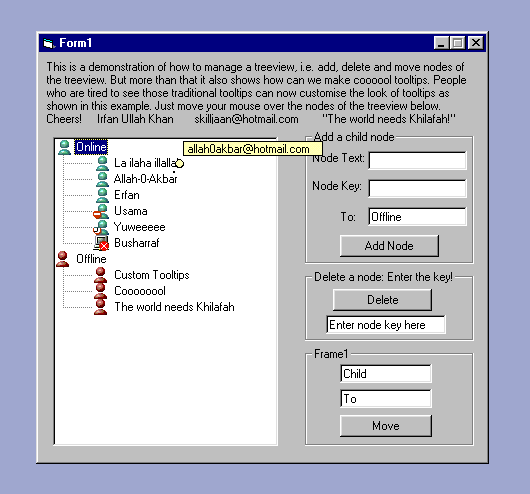 Form1
This is a demonstration of how to manage a treeview, i.e. add, delete and move nodes of
the treeview. But more than that it also shows how can we make coooool tooltips. People
who are tired to see those traditional tooltips can now customise the look of tooltips as
shown in this example. Just move your mouse over the nodes of the treeview below.
Cheers! Irfan Ullah Khan skilljaan@hotmail.com "The world needs Khilafah!"
Online
allah0akbar@hotmail.com
La ilaha illalla
Allah-0-Akbar
Erfan
Usama
Yuweeeee
Busharraf
Offline
Custom Tooltips
Coooooool
The world needs Khilafah
Add a child node
Node Text:
Node Key:
To: Offline
Add Node
Delete a node: Enter the key!
Delete
Enter node key here
Frame1
Child
To
Move